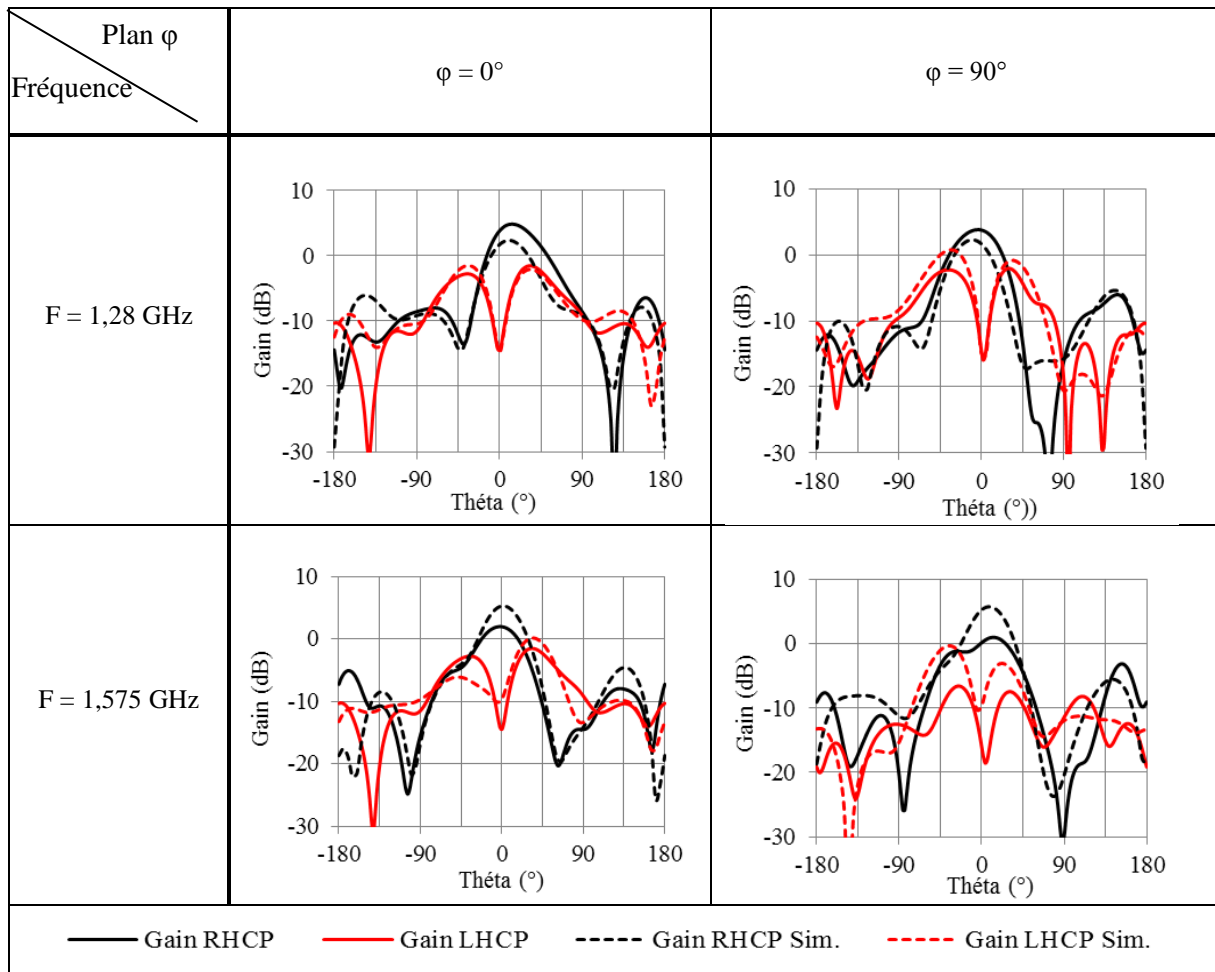 Plan φ
Fréquence
φ = 0°
φ = 90°
F = 1,28 GHz
10
0
-10
-20
-30
Gain (dB)
-180 -90 0 90 180
Théta (°)
10
0
-10
-20
-30
Gain (dB)
-180 -90 0 90 180
Théta (°))
F = 1,575 GHz
10
0
-10
-20
-30
Gain (dB)
-180 -90 0 90 180
Théta (°)
10
0
-10
-20
-30
Gain (dB)
-180 -90 0 90 180
Théta (°)
Gain RHCP Gain LHCP Gain RHCP Sim. Gain LHCP Sim.